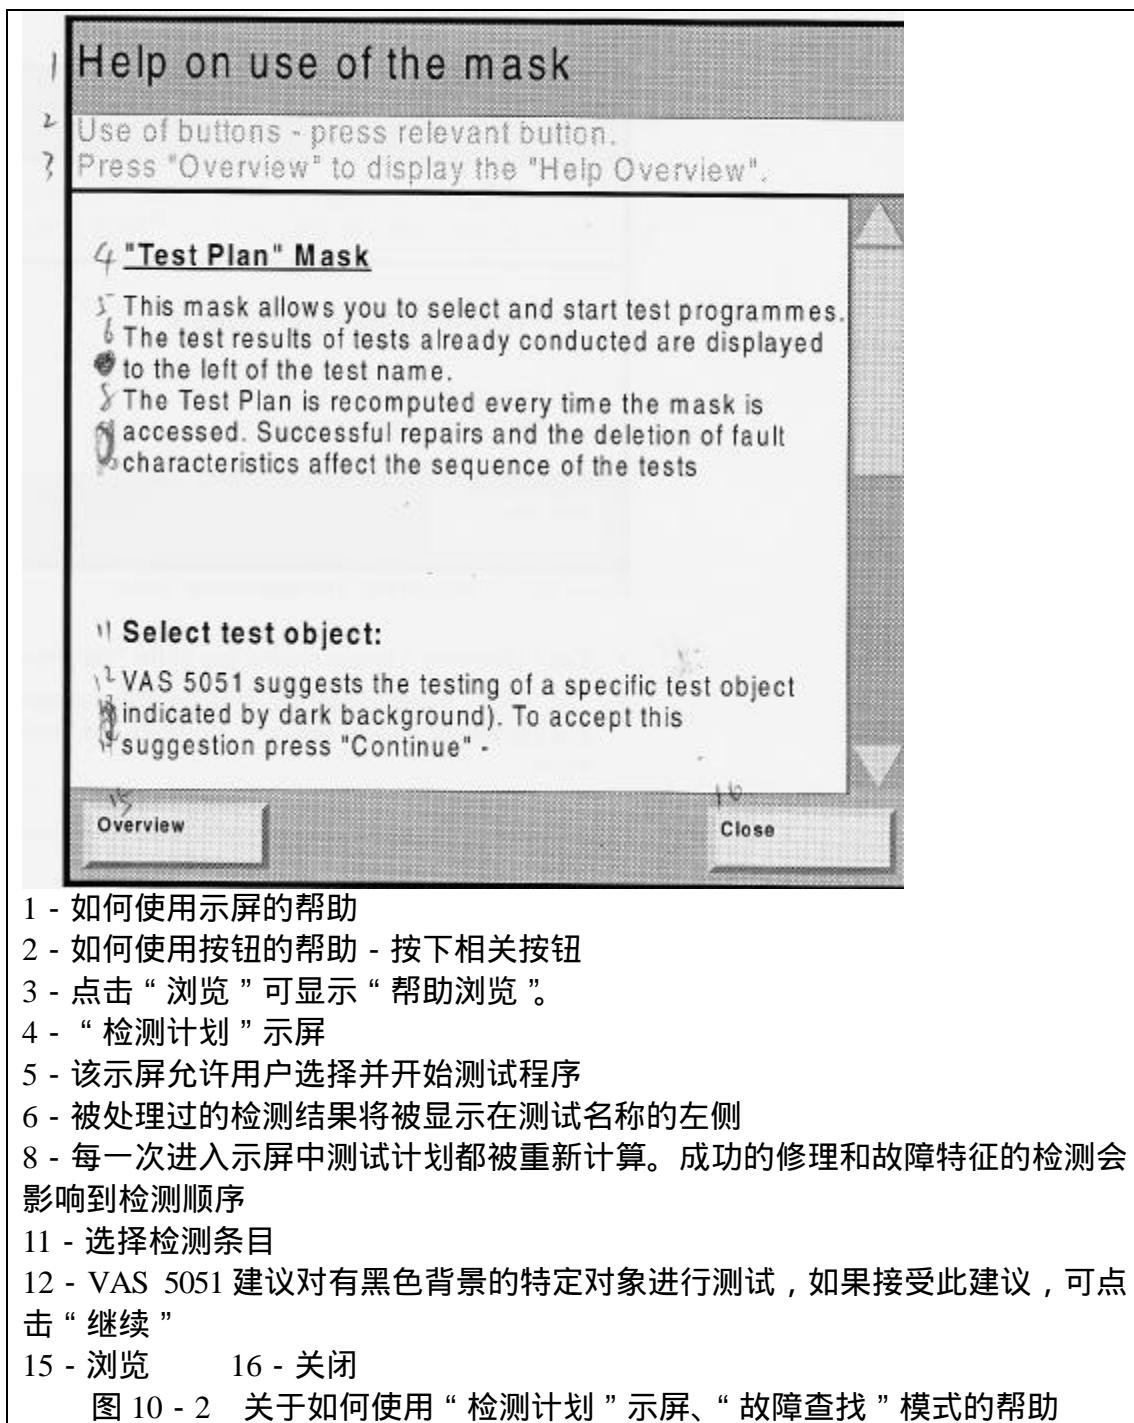 1 Help on use of the mask
2 Use of buttons - press relevant button.
3 Press "Overview" to display the "Help Overview".
4 "Test Plan" Mask
5 This mask allows you to select and start test programmes.
6 The test results of tests already conducted are displayed
to the left of the test name.
8 The Test Plan is recomputed every time the mask is
accessed. Successful repairs and the deletion of fault
characteristics affect the sequence of the tests
11 Select test object:
12 VAS 5051 suggests the testing of a specific test object
indicated by dark background). To accept this
suggestion press "Continue" -
15
16
Overview
Close
1 - 如何使用示屏的帮助
2 - 如何使用按钮的帮助 - 按下相关按钮
3 - 点击“浏览”可显示“帮助浏览”。
4 - “检测计划”示屏
5 - 该示屏允许用户选择并开始测试程序
6 - 被处理过的检测结果将被显示在测试名称的左侧
8 - 每一次进入示屏中测试计划都被重新计算。成功的修理和故障特征的检测会
影响到检测顺序
11 - 选择检测条目
12 - VAS 5051 建议对有黑色背景的特定对象进行测试，如果接受此建议，可点
击“继续”
15 - 浏览 16 - 关闭
图 10 - 2 关于如何使用“检测计划”示屏、“故障查找”模式的帮助